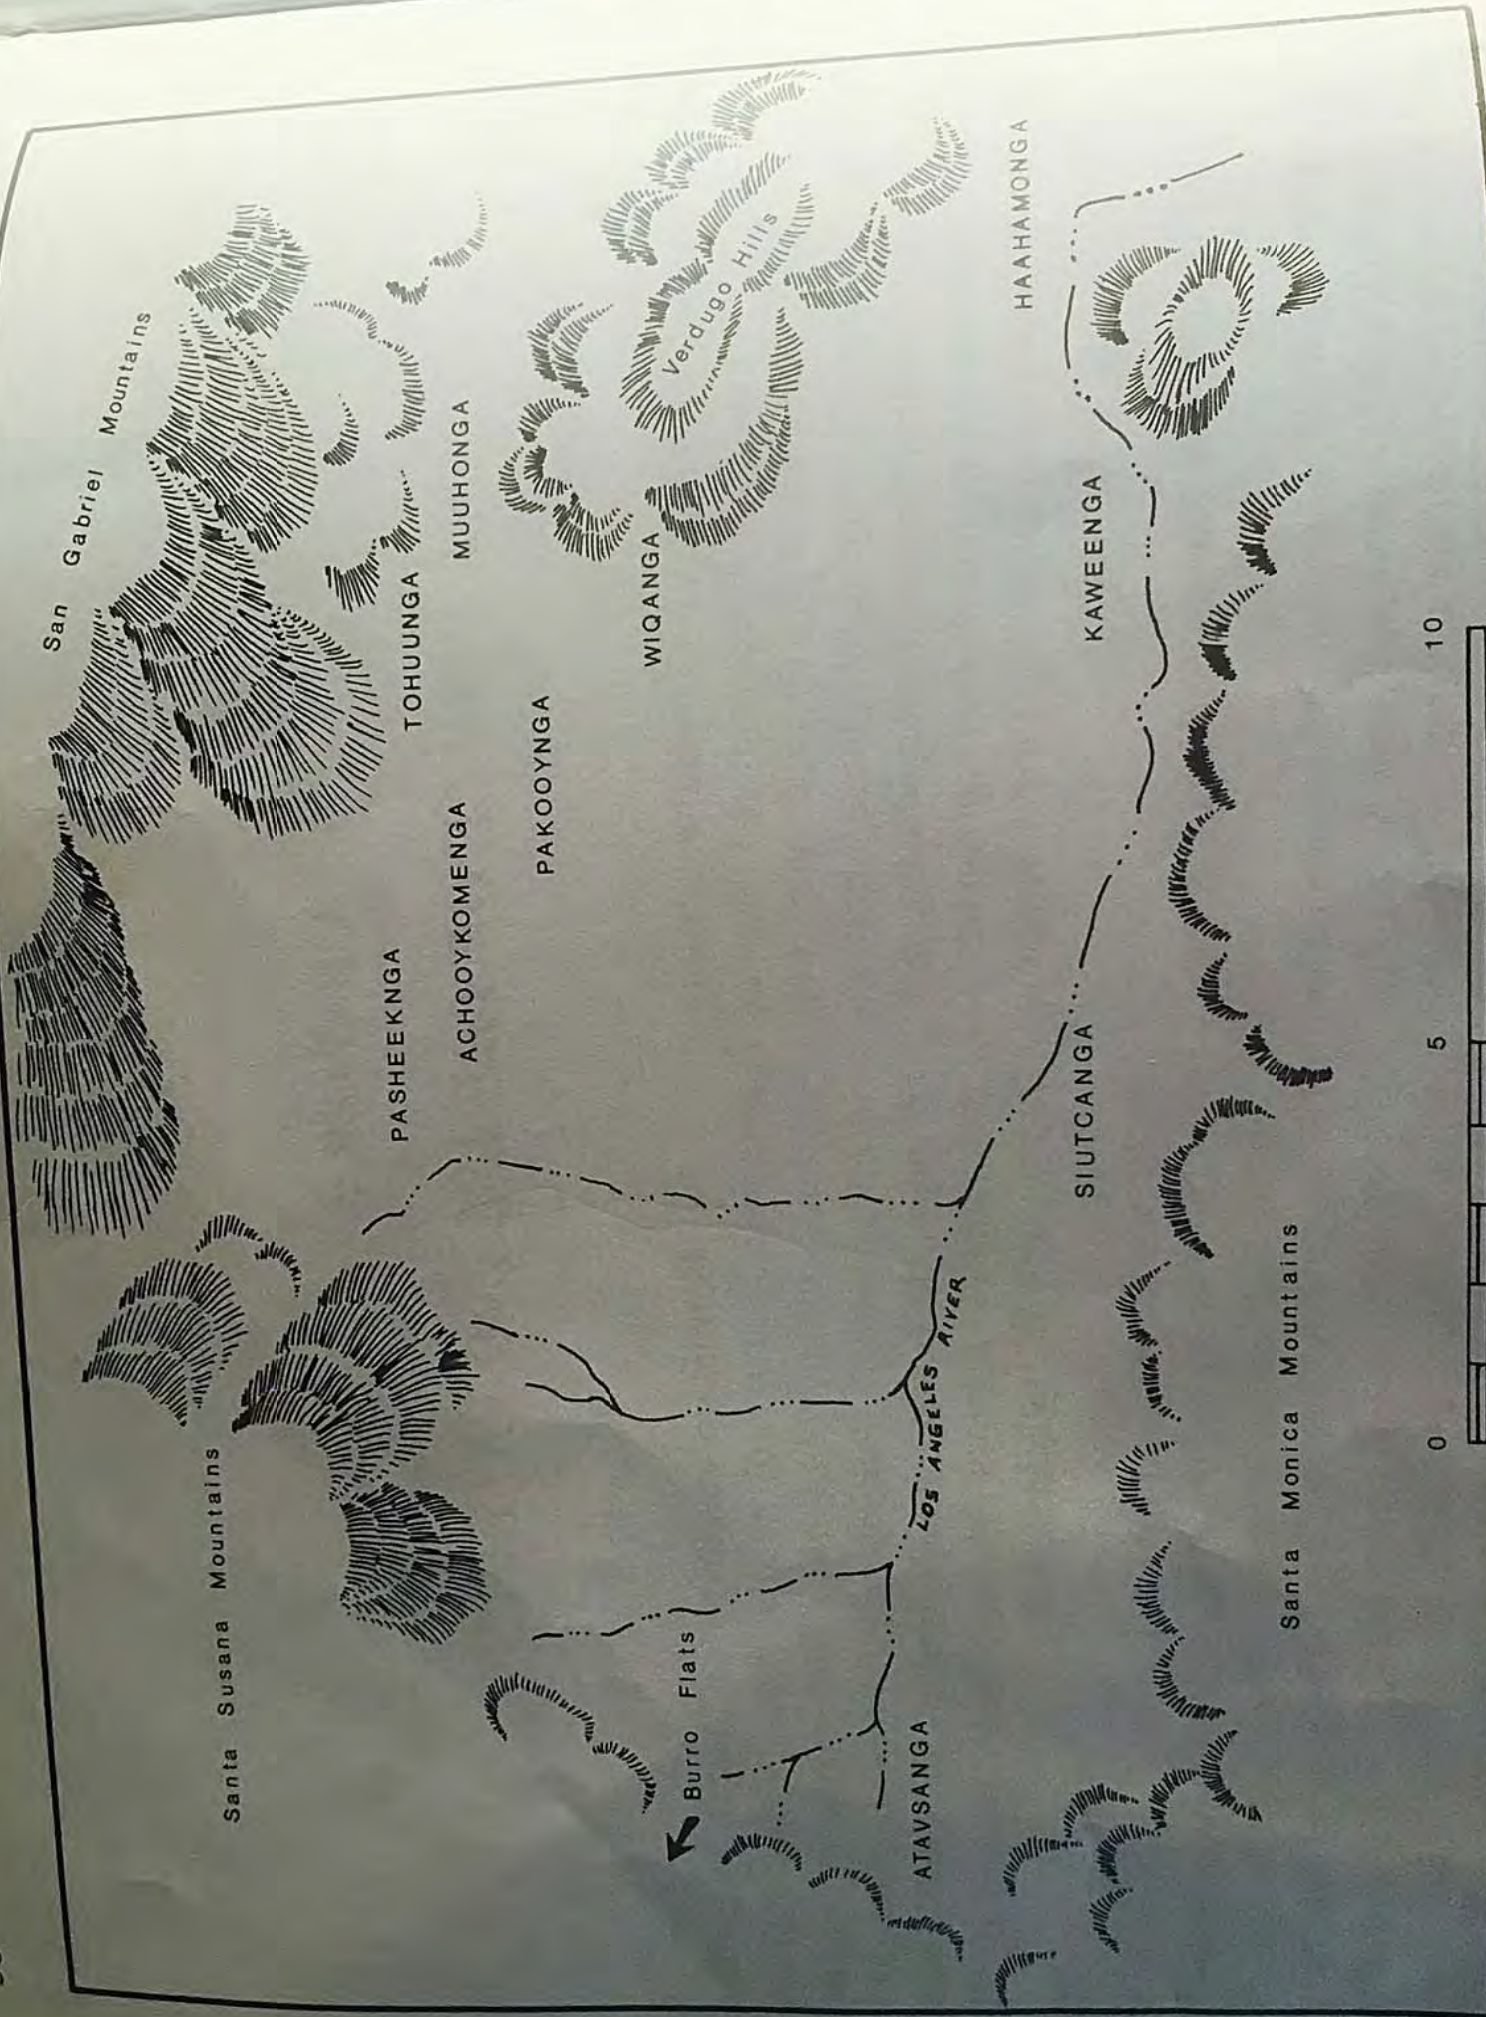 San Gabriel Mountains
Santa Susana Mountains
Verdugo Hills
PASHEEKNGA
TOHUUNGA
MUUHONGA
ACHOOYKOMENGA
PAKOOYNGA
WIQANGA
Burro Flats
LOS ANGELES RIVER
ATAVSANGA
SIUTCANGA
KAWEENGA
HAAHAMONGA
Santa Monica Mountains
0 5 10